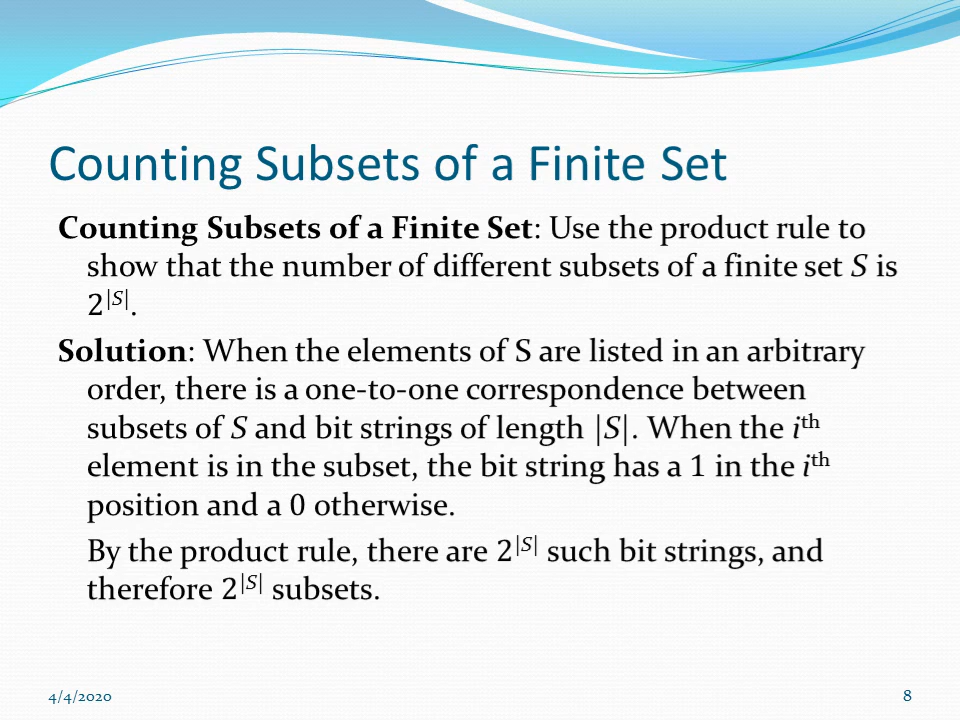 Counting Subsets of a Finite Set
Counting Subsets of a Finite Set: Use the product rule to
show that the number of different subsets of a finite set S is
2^|S|.
Solution: When the elements of S are listed in an arbitrary
order, there is a one-to-one correspondence between
subsets of S and bit strings of length |S|. When the i^th
element is in the subset, the bit string has a 1 in the i^th
position and a 0 otherwise.
By the product rule, there are 2^|S| such bit strings, and
therefore 2^|S| subsets.
4/4/2020
8